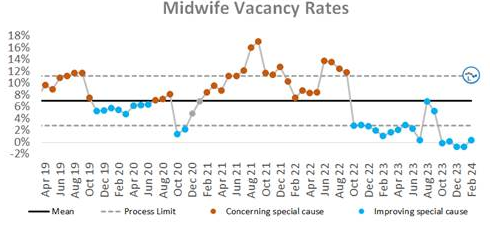 Midwife Vacancy Rates
18%
16%
14%
12%
10%
8%
6%
4%
2%
0%
-2%
Apr 19
Jun 19
Aug 19
Oct 19
Dec 19
Feb 20
Apr 20
Jun 20
Aug 20
Oct 20
Dec 20
Feb 21
Apr 21
Jun 21
Aug 21
Oct 21
Dec 21
Feb 22
Apr 22
Jun 22
Aug 22
Oct 22
Dec 22
Feb 23
Apr 23
Jun 23
Aug 23
Oct 23
Dec 23
Feb 24
Mean
Process Limit
Concerning special cause
Improving special cause